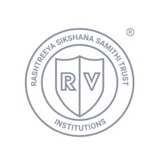 RASHTREEYA SIKSHANA SAMITHI TRUST
®
RV
INSTITUTIONS